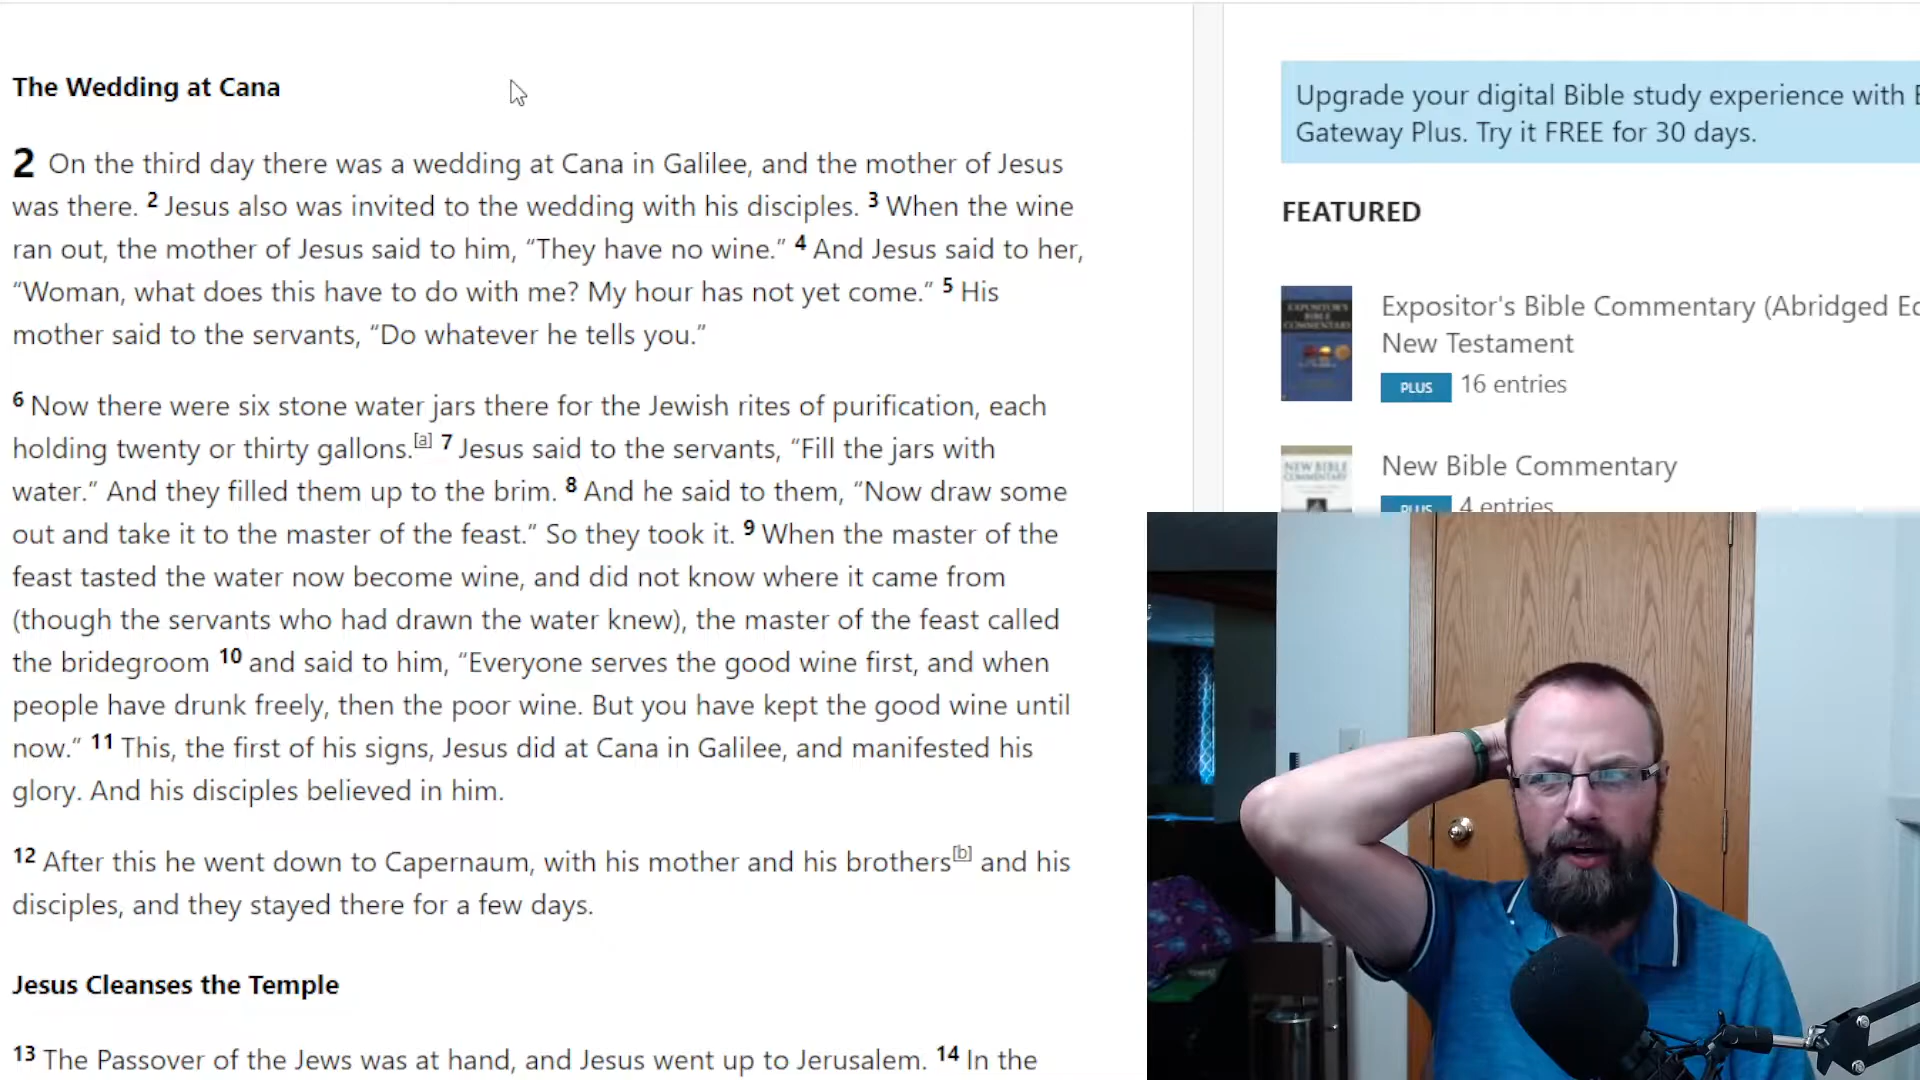 The Wedding at Cana
2 On the third day there was a wedding at Cana in Galilee, and the mother of Jesus
was there. 2 Jesus also was invited to the wedding with his disciples. 3 When the wine
ran out, the mother of Jesus said to him, “They have no wine.” 4 And Jesus said to her,
“Woman, what does this have to do with me? My hour has not yet come.” 5 His
mother said to the servants, “Do whatever he tells you.”
6 Now there were six stone water jars there for the Jewish rites of purification, each
holding twenty or thirty gallons.[a] 7 Jesus said to the servants, “Fill the jars with
water.” And they filled them up to the brim. 8 And he said to them, “Now draw some
out and take it to the master of the feast.” So they took it. 9 When the master of the
feast tasted the water now become wine, and did not know where it came from
(though the servants who had drawn the water knew), the master of the feast called
the bridegroom 10 and said to him, “Everyone serves the good wine first, and when
people have drunk freely, then the poor wine. But you have kept the good wine until
now.” 11 This, the first of his signs, Jesus did at Cana in Galilee, and manifested his
glory. And his disciples believed in him.
12 After this he went down to Capernaum, with his mother and his brothers[b] and his
disciples, and they stayed there for a few days.
Jesus Cleanses the Temple
13 The Passover of the Jews was at hand, and Jesus went up to Jerusalem. 14 In the
Upgrade your digital Bible study experience with
Gateway Plus. Try it FREE for 30 days.
FEATURED
EXPOSITOR'S
BIBLE
COMMENTARY
Expositor's Bible Commentary (Abridged
New Testament
PLUS 16 entries
NEW BIBLE
COMMENTARY
New Bible Commentary
PLUS 4 entries